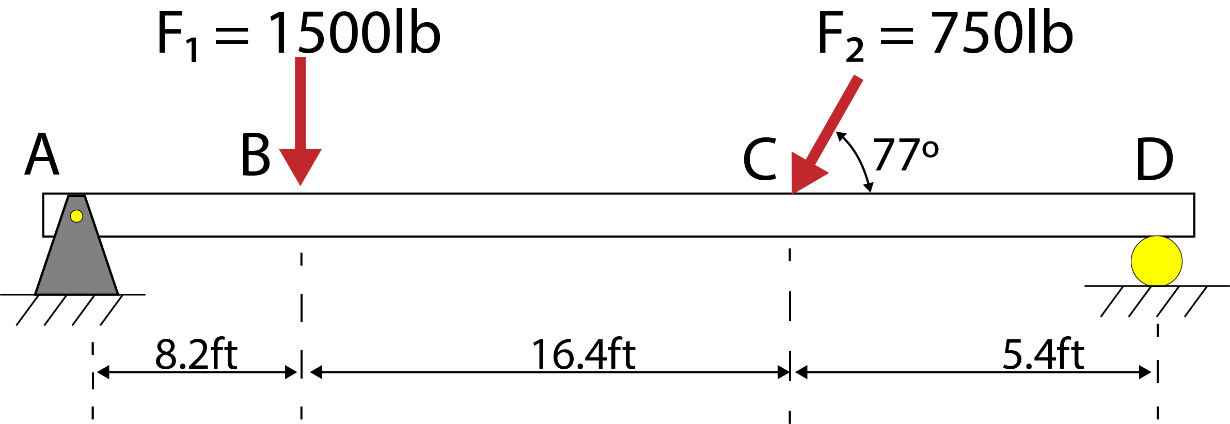 F₁ = 1500lb
F₂ = 750lb
A
B
C
77º
D
8.2ft
16.4ft
5.4ft